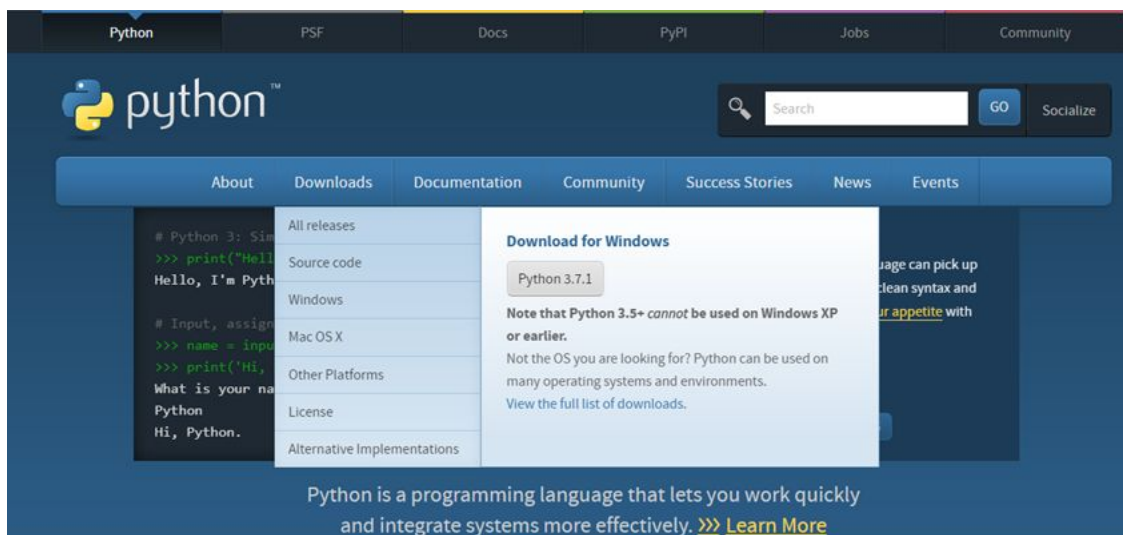 Python PSF Docs PyPI Jobs Community
python™
Search GO Socialize
About Downloads Documentation Community Success Stories News Events
# Python 3: Sim
>>> print("Hell
Hello, I'm Pyth
# Input, assign
>>> name = inpu
>>> print('Hi,
What is your na
Python
Hi, Python.
All releases
Source code
Windows
Mac OS X
Other Platforms
License
Alternative Implementations
Download for Windows
Python 3.7.1
Note that Python 3.5+ cannot be used on Windows XP
or earlier.
Not the OS you are looking for? Python can be used on
many operating systems and environments.
View the full list of downloads.
uage can pick up
clean syntax and
ur appetite with
Python is a programming language that lets you work quickly
and integrate systems more effectively. >>> Learn More